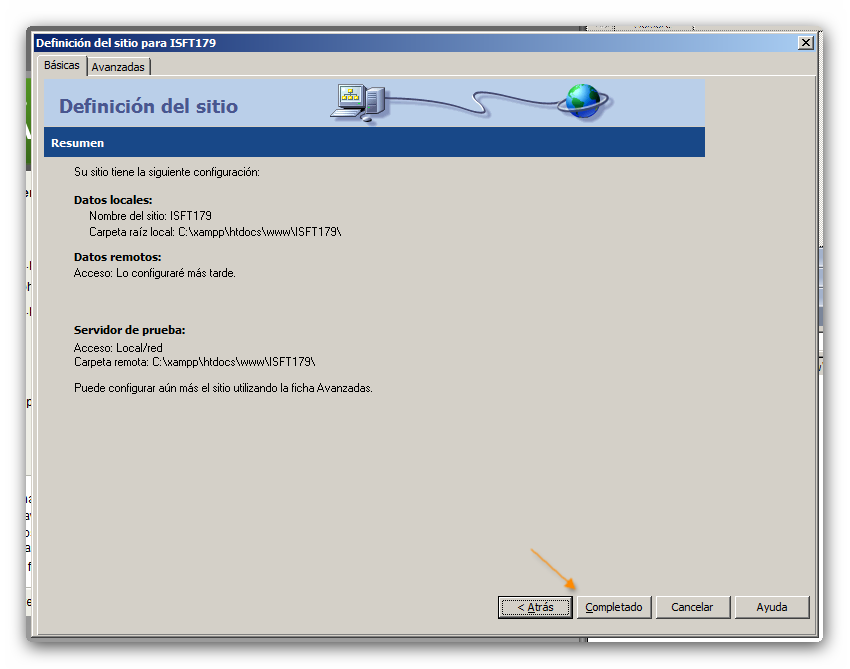 Definición del sitio para ISFT179
Básicas
Avanzadas
Definición del sitio
Resumen
Su sitio tiene la siguiente configuración:
Datos locales:
Nombre del sitio: ISFT179
Carpeta raíz local: C:\xampp\htdocs\www\ISFT179\
Datos remotos:
Acceso: Lo configuraré más tarde.
Servidor de prueba:
Acceso: Local/red
Carpeta remota: C:\xampp\htdocs\www\ISFT179\
Puede configurar aún más el sitio utilizando la ficha Avanzadas.
< Atrás
Completado
Cancelar
Ayuda